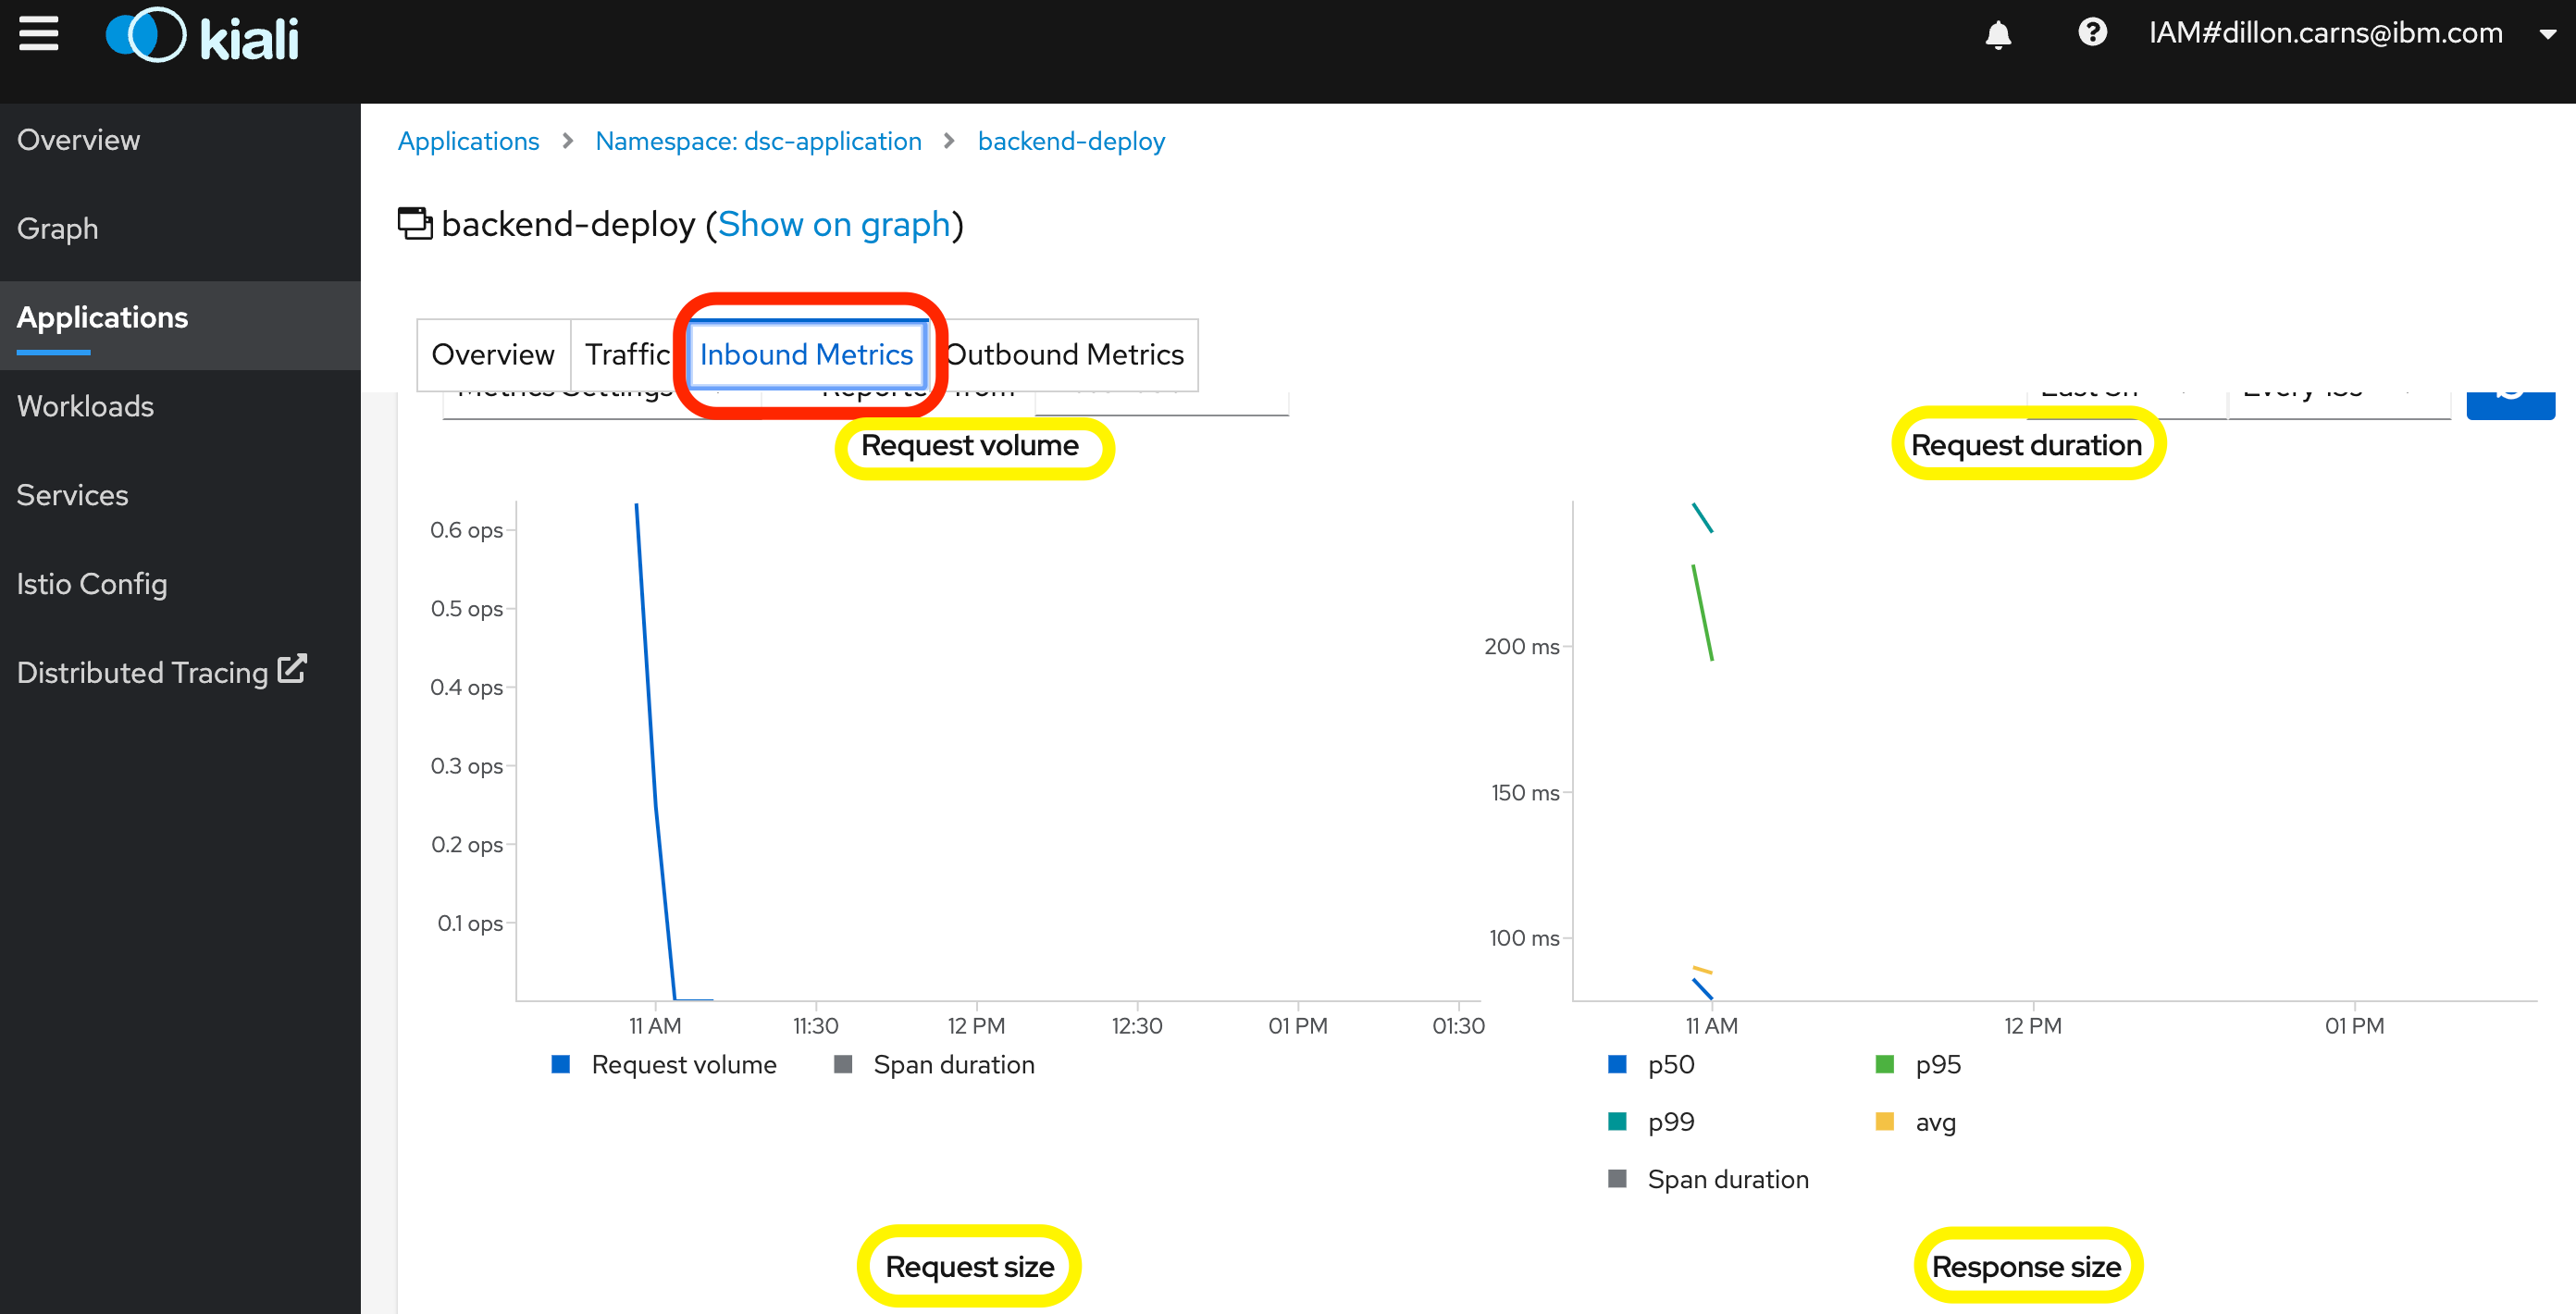 kiali
IAM#dillon.carns@ibm.com
Overview
Graph
Applications
Workloads
Services
Istio Config
Distributed Tracing
Applications > Namespace: dsc-application > backend-deploy
backend-deploy (Show on graph)
Overview Traffic Inbound Metrics Outbound Metrics
Metrics Settings Reported from
Request volume
0.6 ops
0.5 ops
0.4 ops
0.3 ops
0.2 ops
0.1 ops
11 AM 11:30 12 PM 12:30 01 PM 01:30
Request volume Span duration
Request duration
200 ms
150 ms
100 ms
11 AM 12 PM 01 PM
p50 p95
p99 avg
Span duration
Request size
Response size